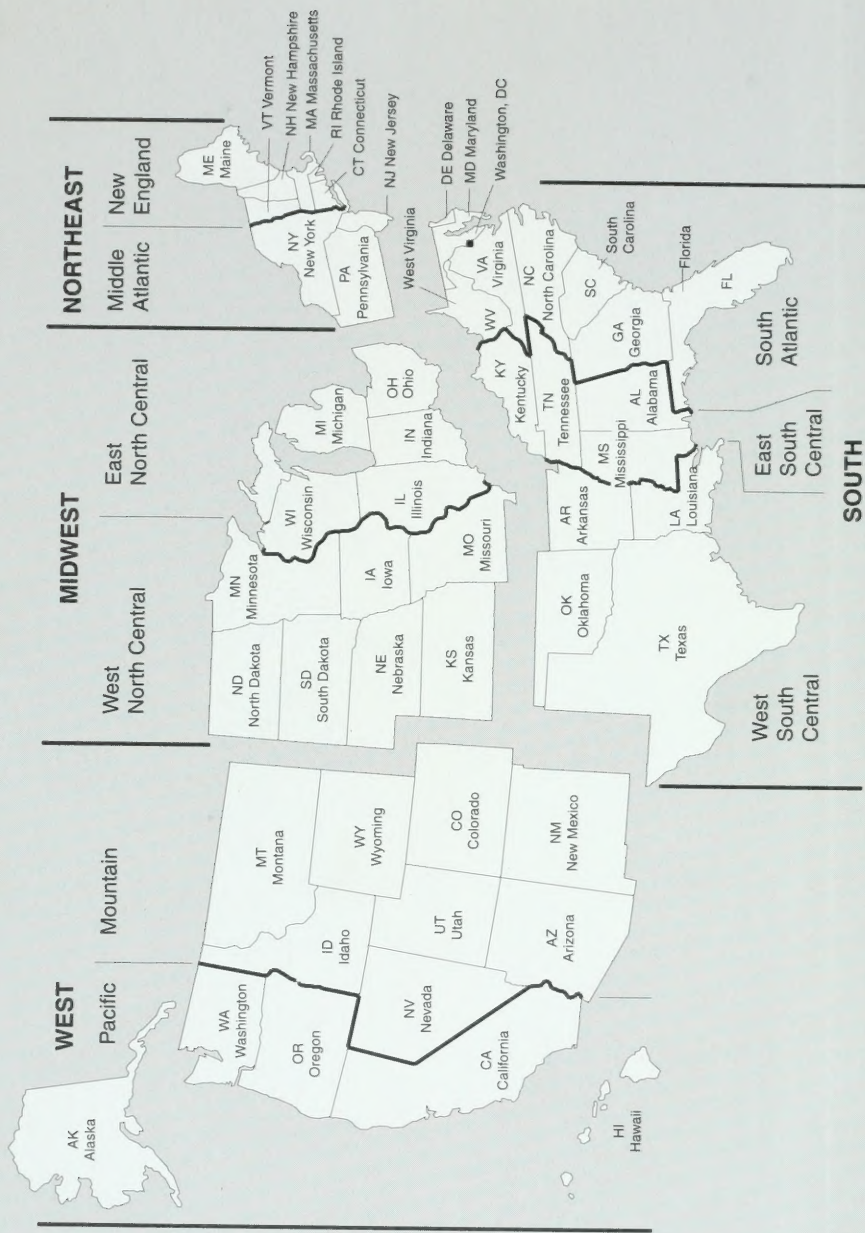 WEST
Pacific
Mountain
MIDWEST
West
North Central
East
North Central
NORTHEAST
Middle
Atlantic
New
England
AK
Alaska
HI
Hawaii
WA
Washington
OR
Oregon
CA
California
NV
Nevada
ID
Idaho
MT
Montana
WY
Wyoming
UT
Utah
CO
Colorado
AZ
Arizona
NM
New Mexico
ND
North Dakota
SD
South Dakota
NE
Nebraska
KS
Kansas
MN
Minnesota
IA
Iowa
MO
Missouri
WI
Wisconsin
IL
Illinois
MI
Michigan
IN
Indiana
OH
Ohio
ME
Maine
VT Vermont
NH New Hampshire
MA Massachusetts
RI Rhode Island
CT Connecticut
NJ New Jersey
NY
New York
PA
Pennsylvania
DE Delaware
MD Maryland
Washington, DC
West Virginia
WV
VA
Virginia
NC
North Carolina
South
Carolina
SC
GA
Georgia
Florida
FL
KY
Kentucky
TN
Tennessee
MS
Mississippi
AL
Alabama
OK
Oklahoma
AR
Arkansas
TX
Texas
LA
Louisiana
West
South
Central
East
South
Central
South
Atlantic
SOUTH